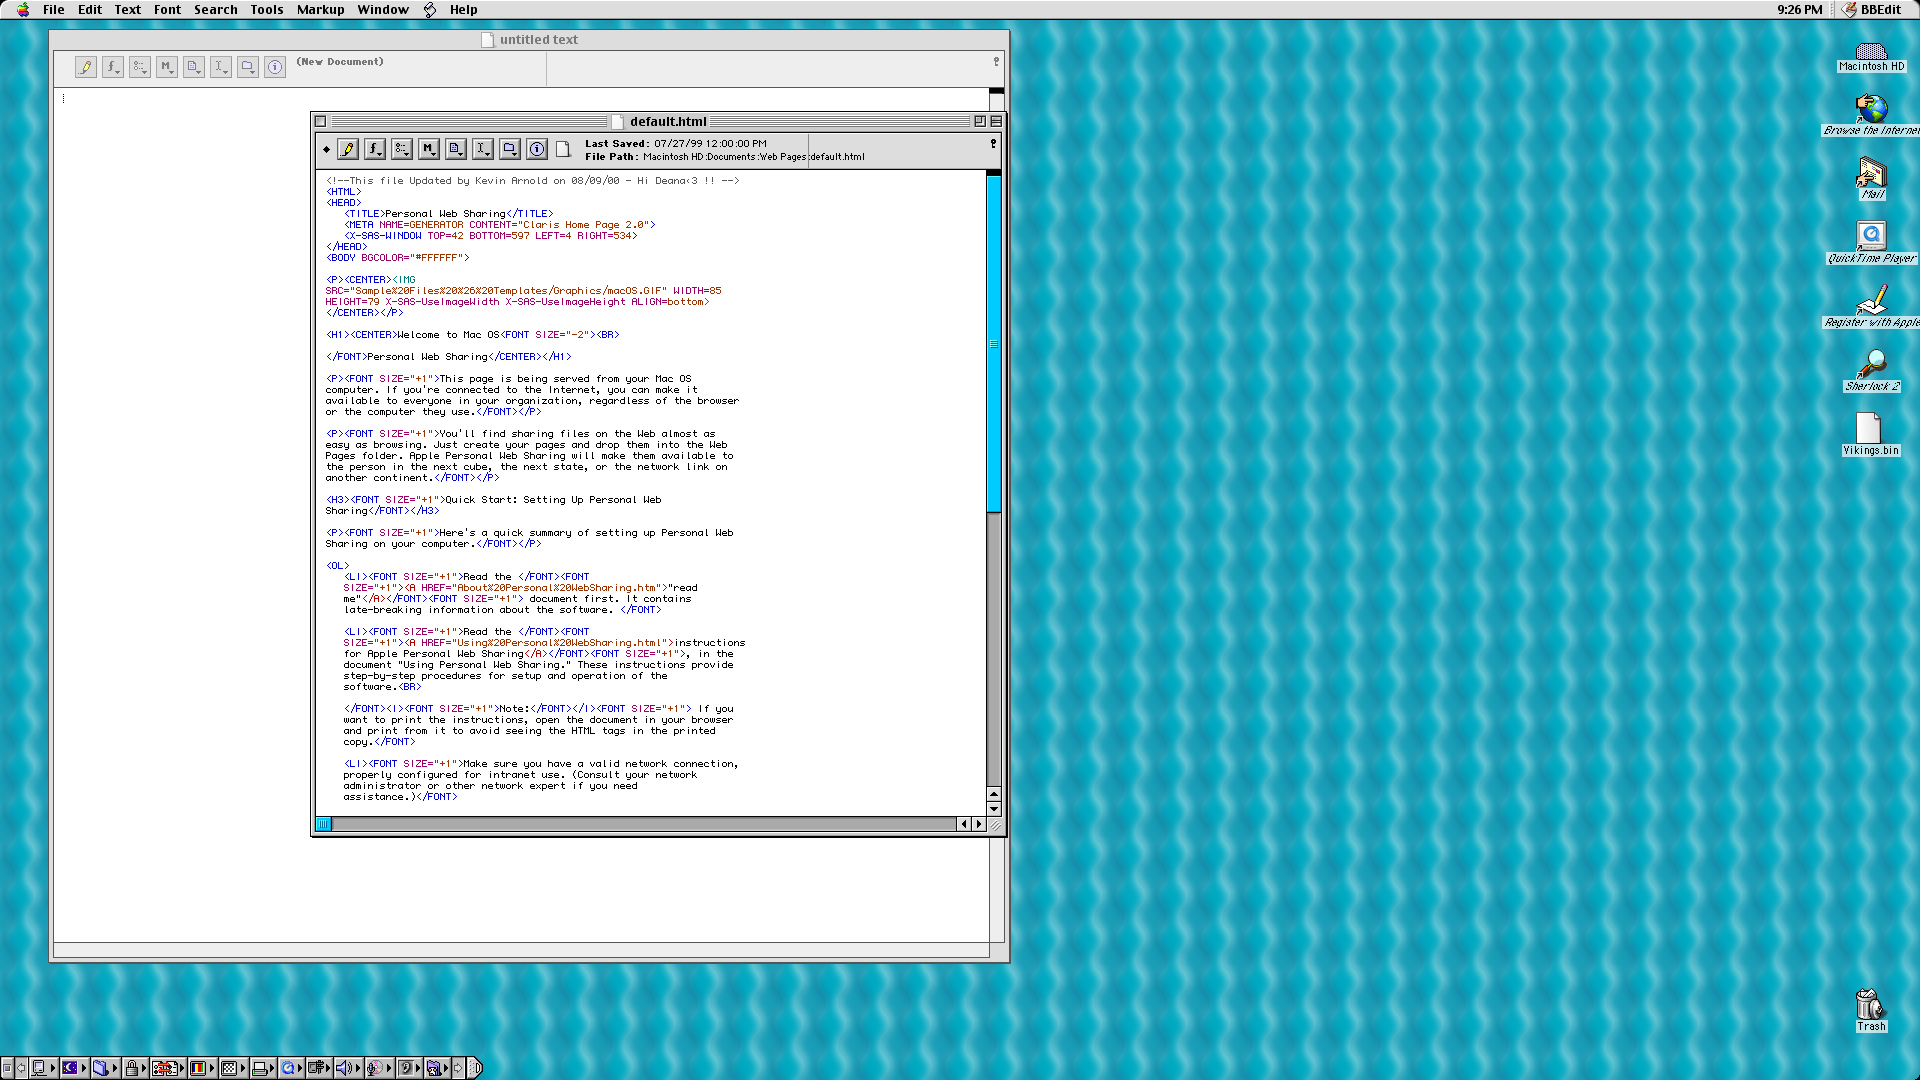 File Edit Text Font Search Tools Markup Window Help
9:26 PM BBEdit
untitled text
(New Document)
default.html
Last Saved: 07/27/99 12:00:00 PM
File Path: Macintosh HD:Documents:Web Pages:default.html
<!--This file Updated by Kevin Arnold on 08/09/00 - Hi Deana<3 !! -->
<HTML>
<HEAD>
<TITLE>Personal Web Sharing</TITLE>
<META NAME=GENERATOR CONTENT="Claris Home Page 2.0">
<X-SAS-WINDOW TOP=42 BOTTOM=597 LEFT=4 RIGHT=534>
</HEAD>
<BODY BGCOLOR="#FFFFFF">
<P><CENTER><IMG
SRC="Sample%20Files%20%26%20Templates/Graphics/macOS.GIF" WIDTH=85
HEIGHT=79 X-SAS-UseImageWidth X-SAS-UseImageHeight ALIGN=bottom>
</CENTER></P>
<H1><CENTER>Welcome to Mac OS<FONT SIZE="-2"><BR>
</FONT>Personal Web Sharing</CENTER></H1>
<P><FONT SIZE="+1">This page is being served from your Mac OS
computer. If you're connected to the Internet, you can make it
available to everyone in your organization, regardless of the browser
or the computer they use.</FONT></P>
<P><FONT SIZE="+1">You'll find sharing files on the Web almost as
easy as browsing. Just create your pages and drop them into the Web
Pages folder. Apple Personal Web Sharing will make them available to
the person in the next cube, the next state, or the network link on
another continent.</FONT></P>
<H3><FONT SIZE="+1">Quick Start: Setting Up Personal Web
Sharing</FONT></H3>
<P><FONT SIZE="+1">Here's a quick summary of setting up Personal Web
Sharing on your computer.</FONT></P>
<OL>
<LI><FONT SIZE="+1">Read the </FONT><FONT
SIZE="+1"><A HREF="About%20Personal%20WebSharing.htm">"read
me"</A></FONT><FONT SIZE="+1"> document first. It contains
late-breaking information about the software. </FONT>
<LI><FONT SIZE="+1">Read the </FONT><FONT
SIZE="+1"><A HREF="Using%20Personal%20WebSharing.html">instructions
for Apple Personal Web Sharing</A></FONT><FONT SIZE="+1">, in the
document "Using Personal Web Sharing." These instructions provide
step-by-step procedures for setup and operation of the
software.<BR>
</FONT><I><FONT SIZE="+1">Note:</FONT></I><FONT SIZE="+1"> If you
want to print the instructions, open the document in your browser
and print from it to avoid seeing the HTML tags in the printed
copy.</FONT>
<LI><FONT SIZE="+1">Make sure you have a valid network connection,
properly configured for intranet use. (Consult your network
administrator or other network expert if you need
assistance.)</FONT>
Macintosh HD
Browse the Internet
Mail
QuickTime Player
Register with Apple
Sherlock 2
Vikings.bin
Trash